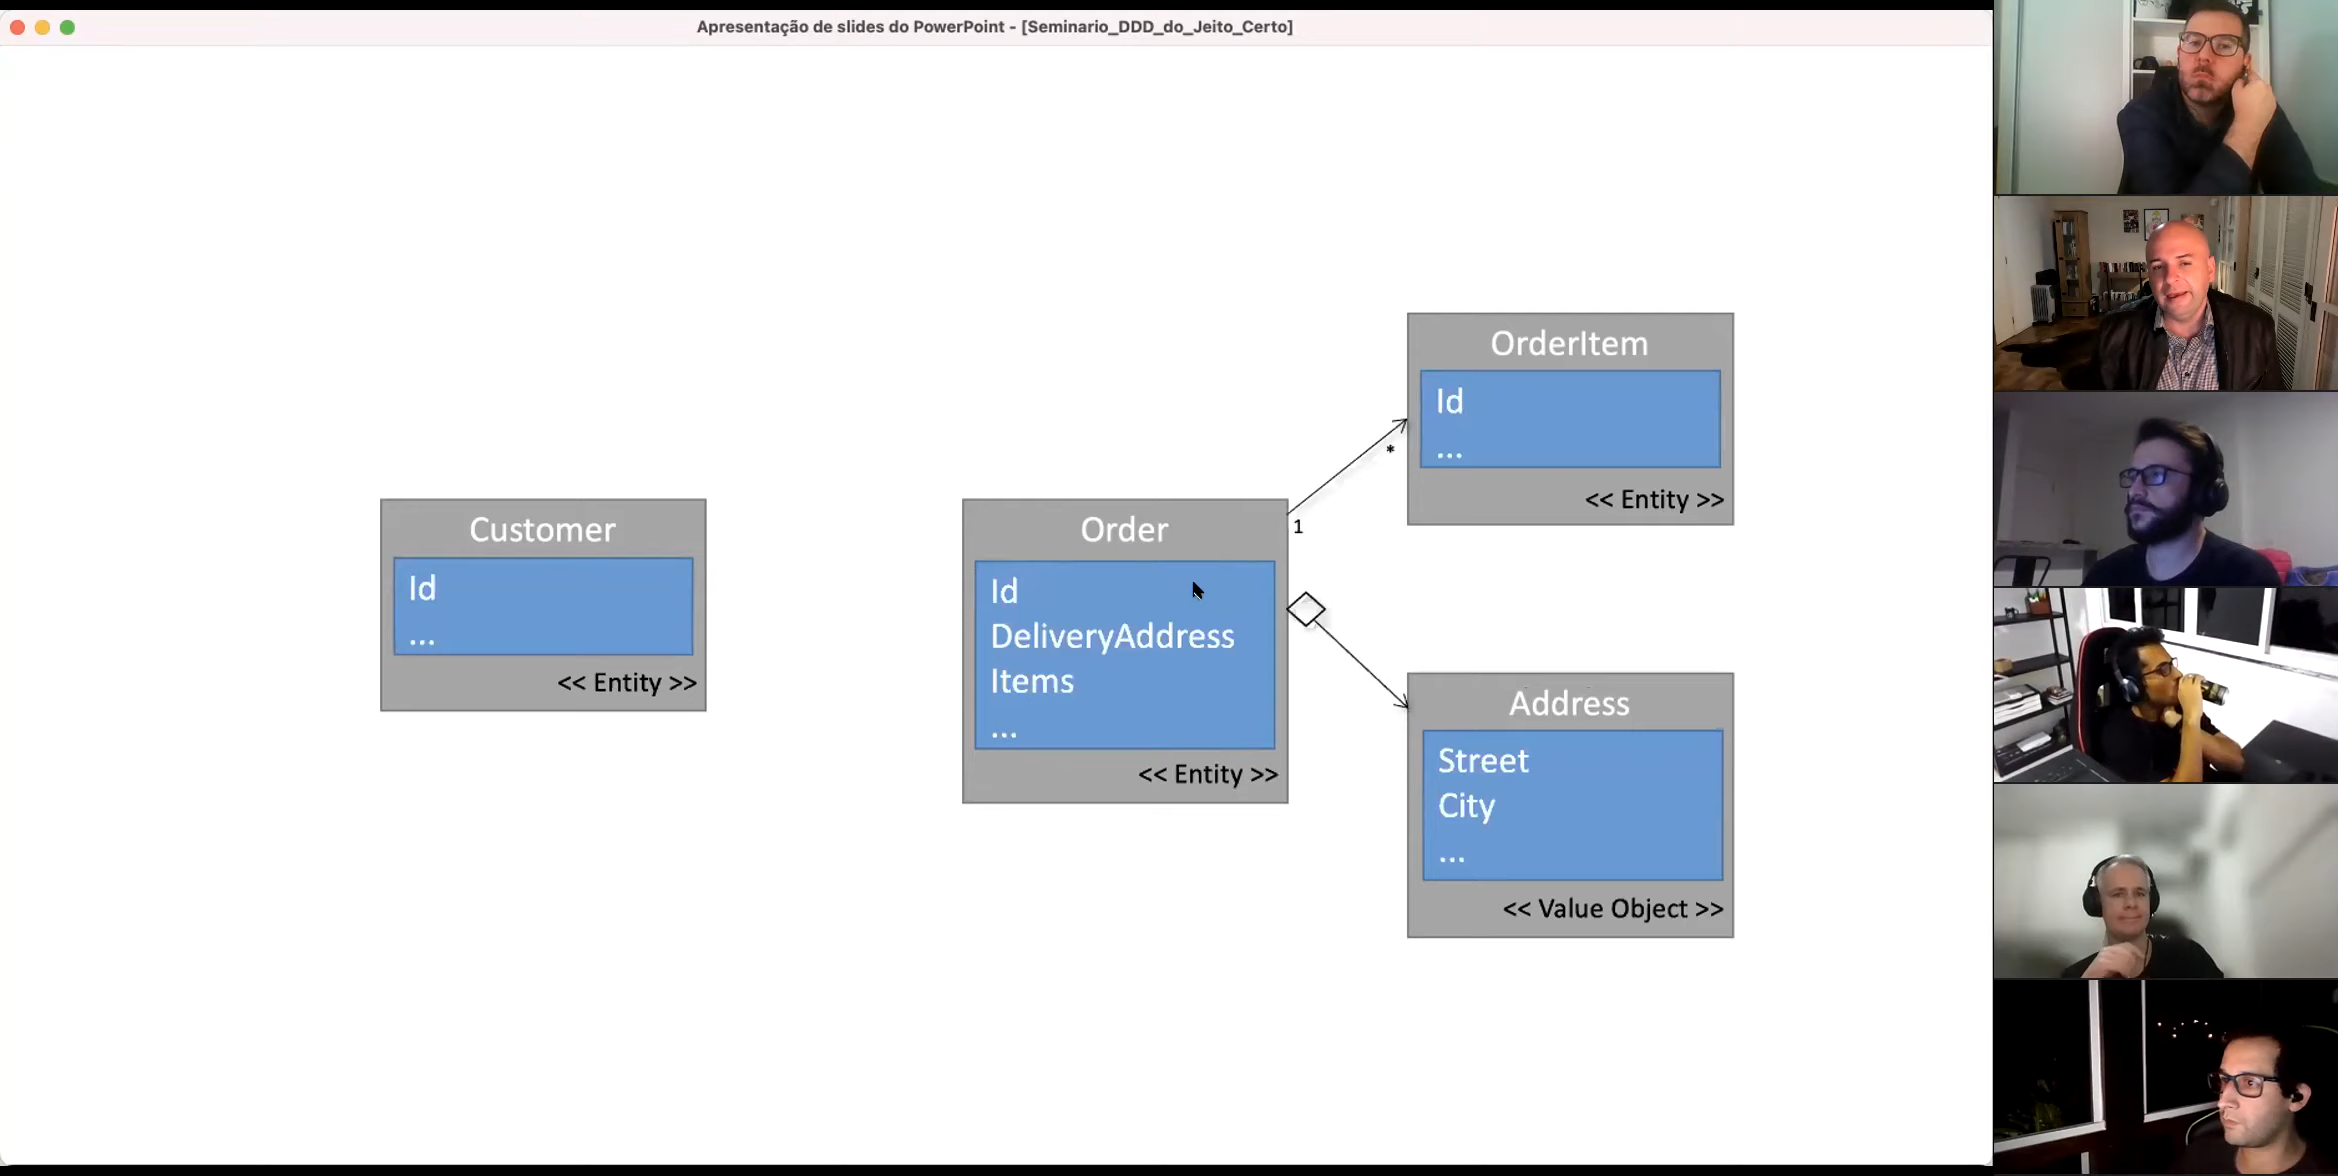 Apresentação de slides do PowerPoint - [Seminario_DDD_do_Jeito_Certo]
Customer
Id
...
<< Entity >>
Order
Id
DeliveryAddress
Items
...
<< Entity >>
1
*
OrderItem
Id
...
<< Entity >>
Address
Street
City
...
<< Value Object >>